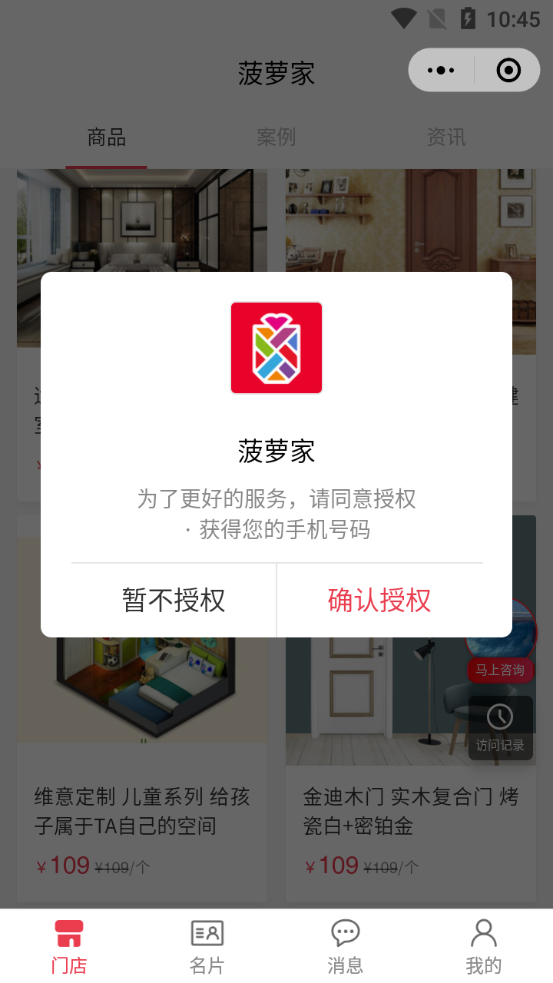 10:45
菠萝家
商品
案例
资讯
菠萝家
为了更好的服务，请同意授权
· 获得您的手机号码
暂不授权
确认授权
马上咨询
访问记录
维意定制 儿童系列 给孩
子属于TA自己的空间
¥109 ¥109/个
金迪木门 实木复合门 烤
瓷白+密铂金
¥109 ¥109/个
门店
名片
消息
我的